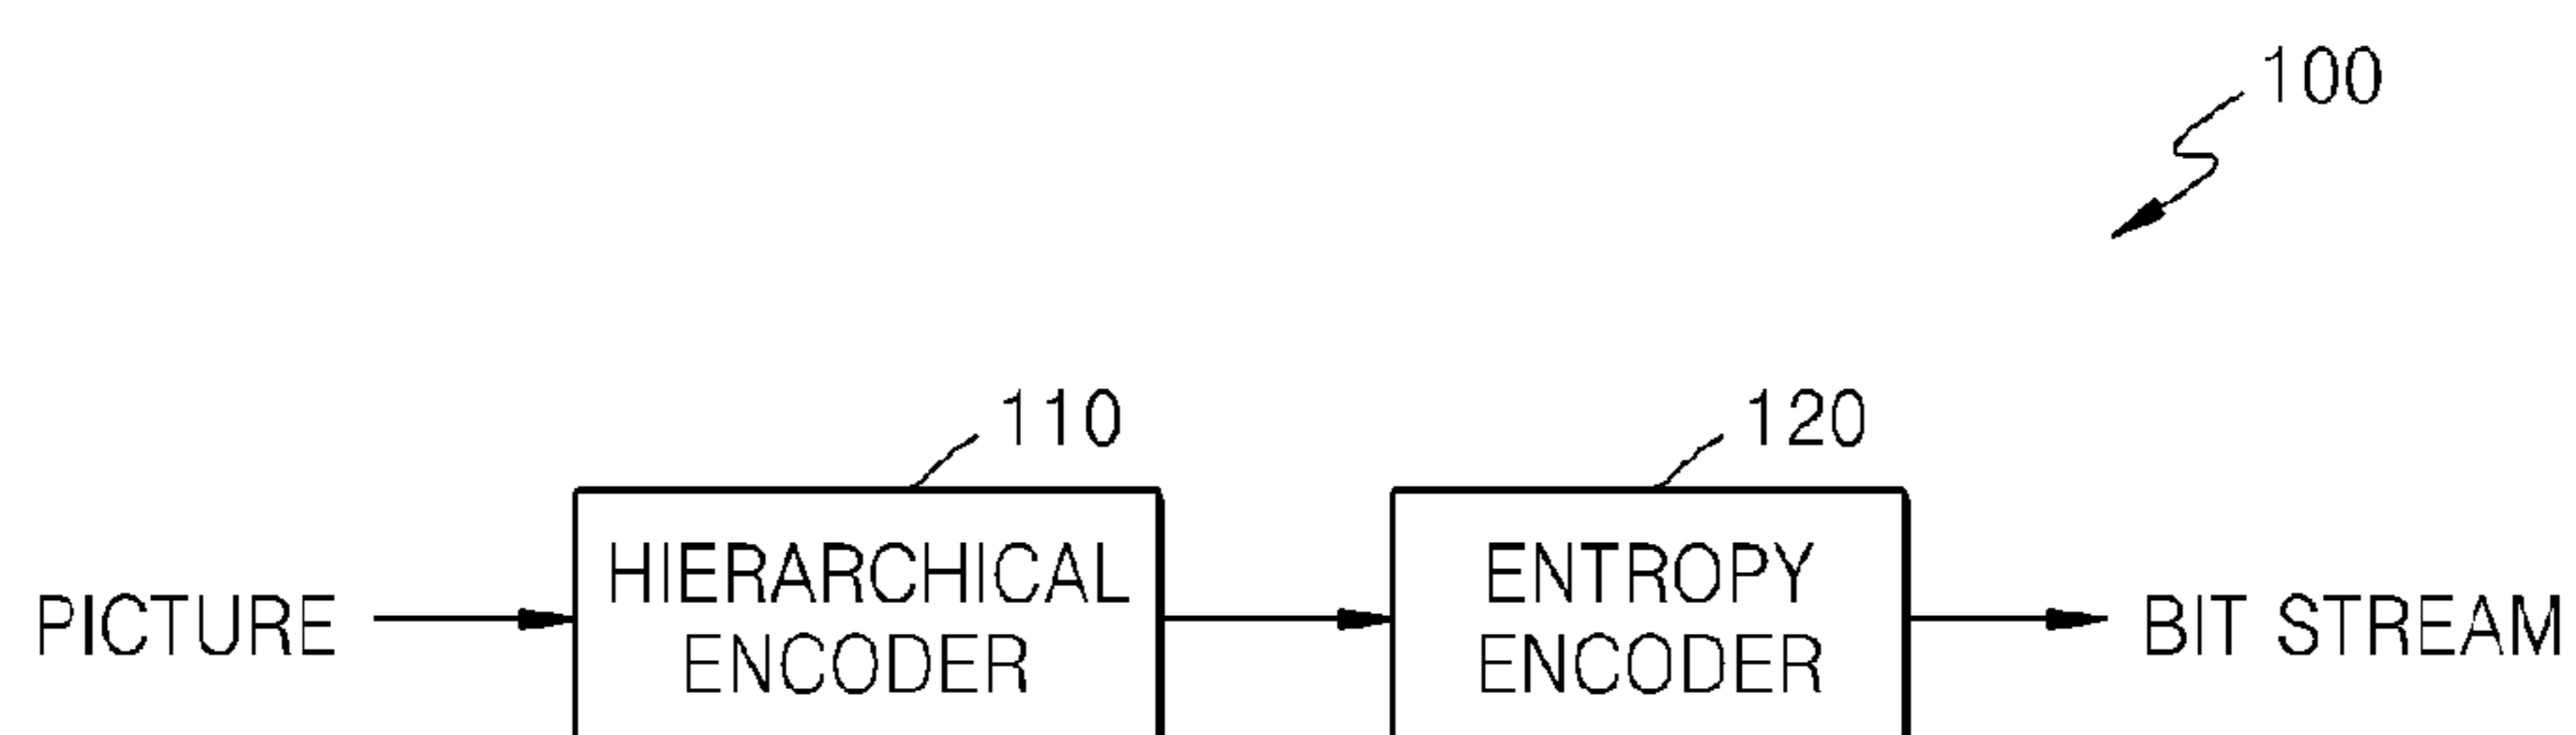 100
110
120
PICTURE
HIERARCHICAL
ENCODER
ENTROPY
ENCODER
BIT STREAM